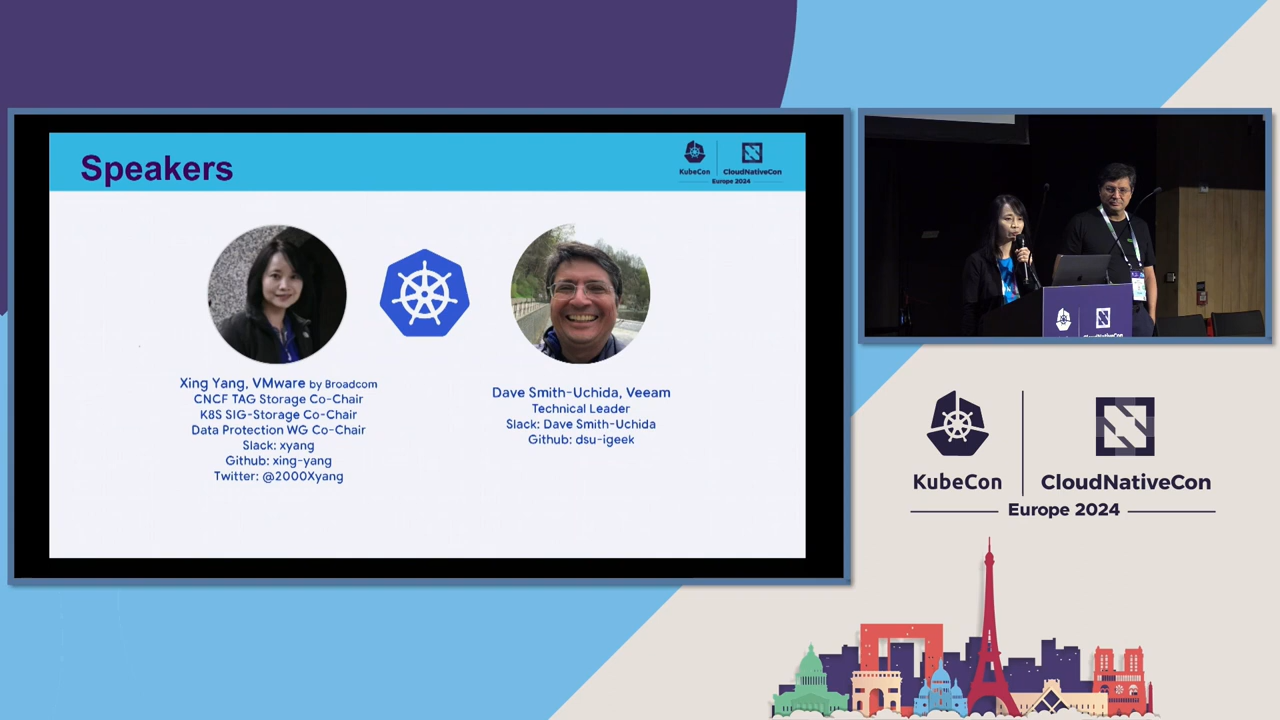 Speakers
KubeCon
CloudNativeCon
Europe 2024
Xing Yang, VMware by Broadcom
CNCF TAG Storage Co-Chair
K8S SIG-Storage Co-Chair
Data Protection WG Co-Chair
Slack: xyang
Github: xing-yang
Twitter: @2000Xyang
Dave Smith-Uchida, Veeam
Technical Leader
Slack: Dave Smith-Uchida
Github: dsu-igeek
KubeCon
CloudNativeCon
Europe 2024